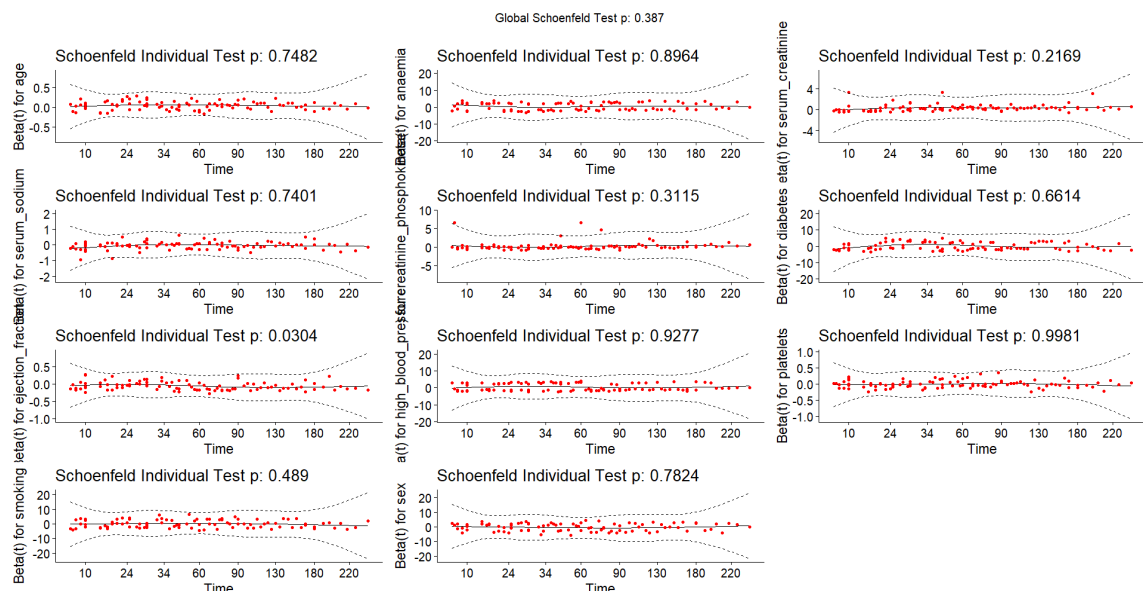 Global Schoenfeld Test p: 0.387
Schoenfeld Individual Test p: 0.7482
Beta(t) for age
0.5
0.0
-0.5
10 24 34 60 90 130 180 220
Time
Schoenfeld Individual Test p: 0.8964
Beta(t) for anaemia
20
10
0
-10
-20
10 24 34 60 90 130 180 220
Time
Schoenfeld Individual Test p: 0.2169
eta(t) for serum_creatinine
4
0
-4
10 24 34 60 90 130 180 220
Time
Schoenfeld Individual Test p: 0.7401
Beta(t) for serum_sodium
2
1
0
-1
-2
10 24 34 60 90 130 180 220
Time
Schoenfeld Individual Test p: 0.3115
for creatinine_phosphokinase
10
5
0
-5
10 24 34 60 90 130 180 220
Time
Schoenfeld Individual Test p: 0.6614
Beta(t) for diabetes
20
10
0
-10
-20
10 24 34 60 90 130 180 220
Time
Schoenfeld Individual Test p: 0.0304
eta(t) for ejection_fraction
0.5
0.0
-0.5
-1.0
10 24 34 60 90 130 180 220
Time
Schoenfeld Individual Test p: 0.9277
a(t) for high_blood_pressure
20
10
0
-10
-20
10 24 34 60 90 130 180 220
Time
Schoenfeld Individual Test p: 0.9981
Beta(t) for platelets
1.0
0.5
0.0
-0.5
-1.0
10 24 34 60 90 130 180 220
Time
Schoenfeld Individual Test p: 0.489
Beta(t) for smoking
20
10
0
-10
-20
10 24 34 60 90 130 180 220
Time
Schoenfeld Individual Test p: 0.7824
Beta(t) for sex
20
10
0
-10
-20
10 24 34 60 90 130 180 220
Time